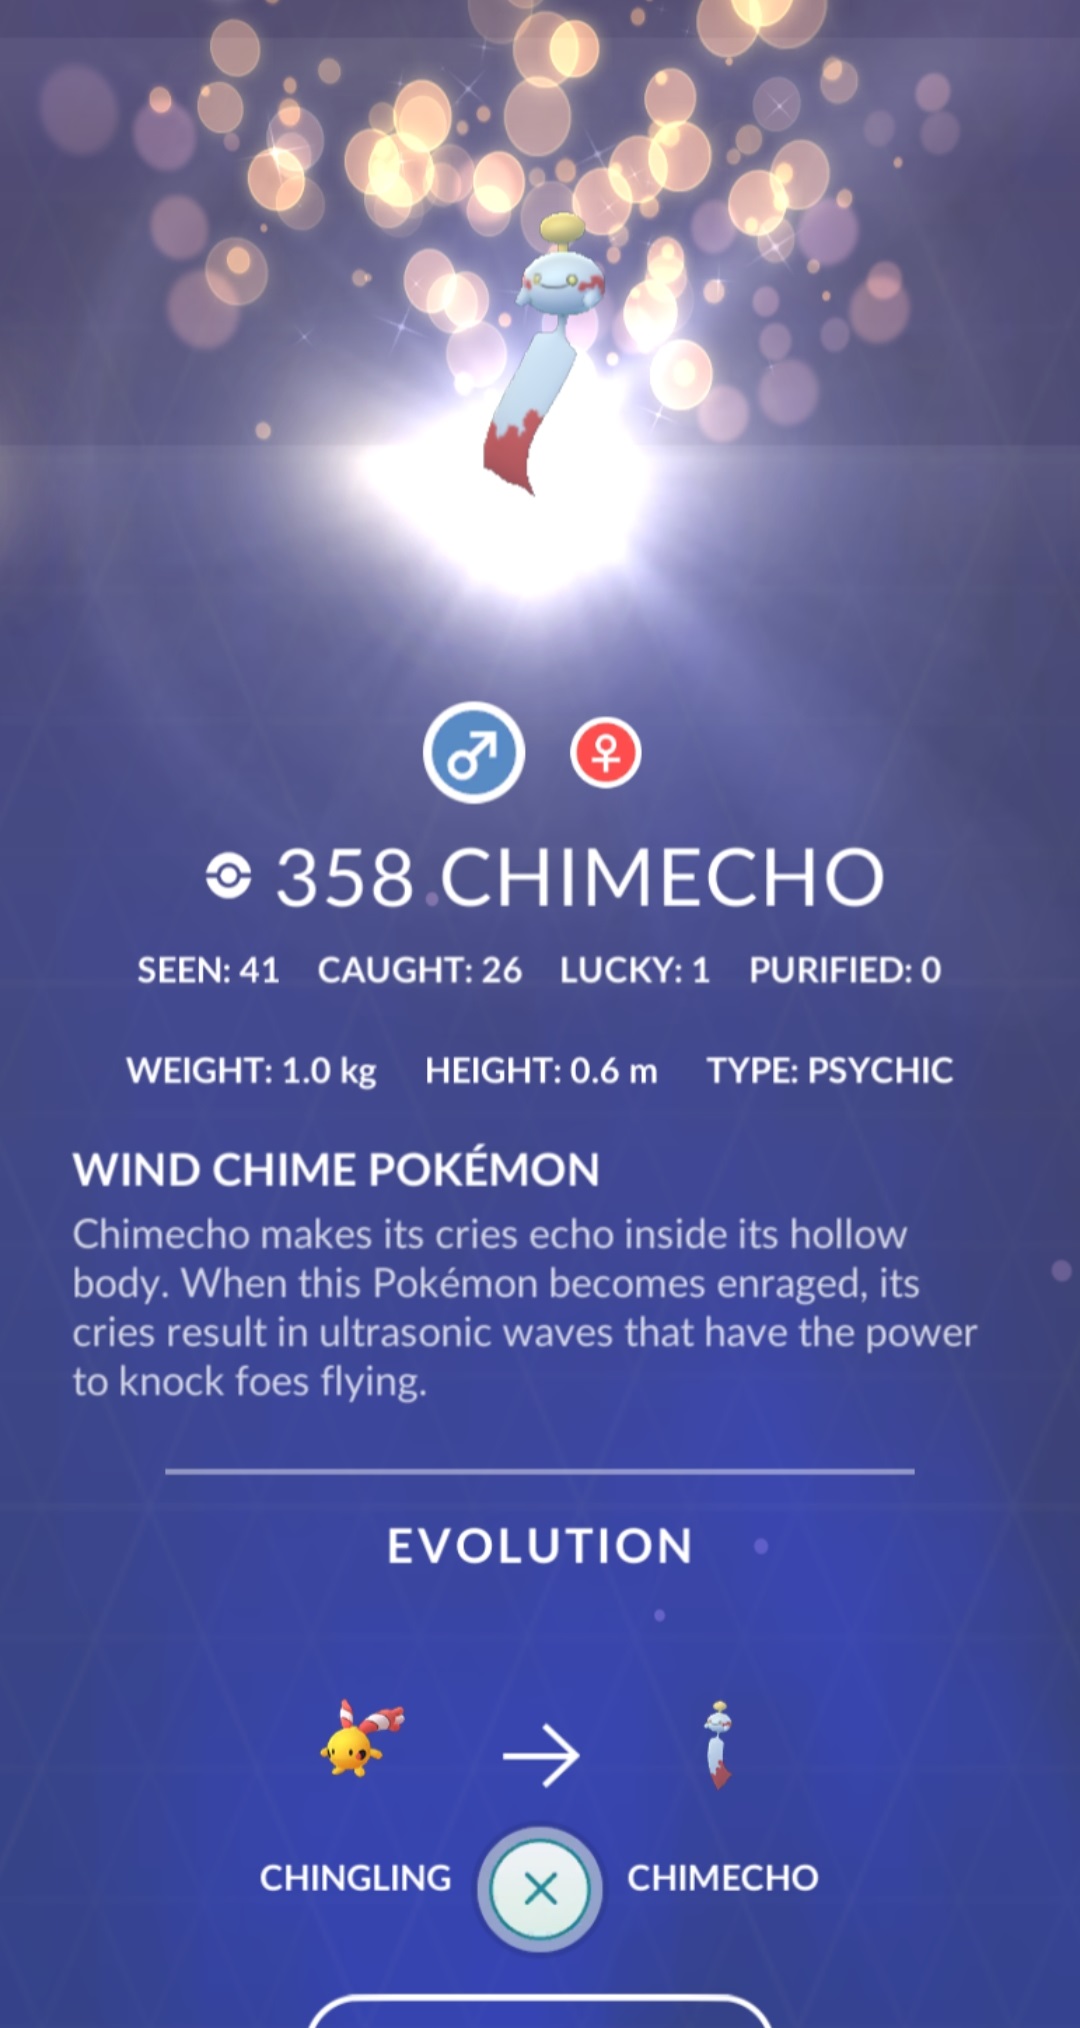 358 CHIMECHO
SEEN: 41 CAUGHT: 26 LUCKY: 1 PURIFIED: 0
WEIGHT: 1.0 kg HEIGHT: 0.6 m TYPE: PSYCHIC
WIND CHIME POKÉMON
Chimecho makes its cries echo inside its hollow
body. When this Pokémon becomes enraged, its
cries result in ultrasonic waves that have the power
to knock foes flying.
EVOLUTION
CHINGLING CHIMECHO